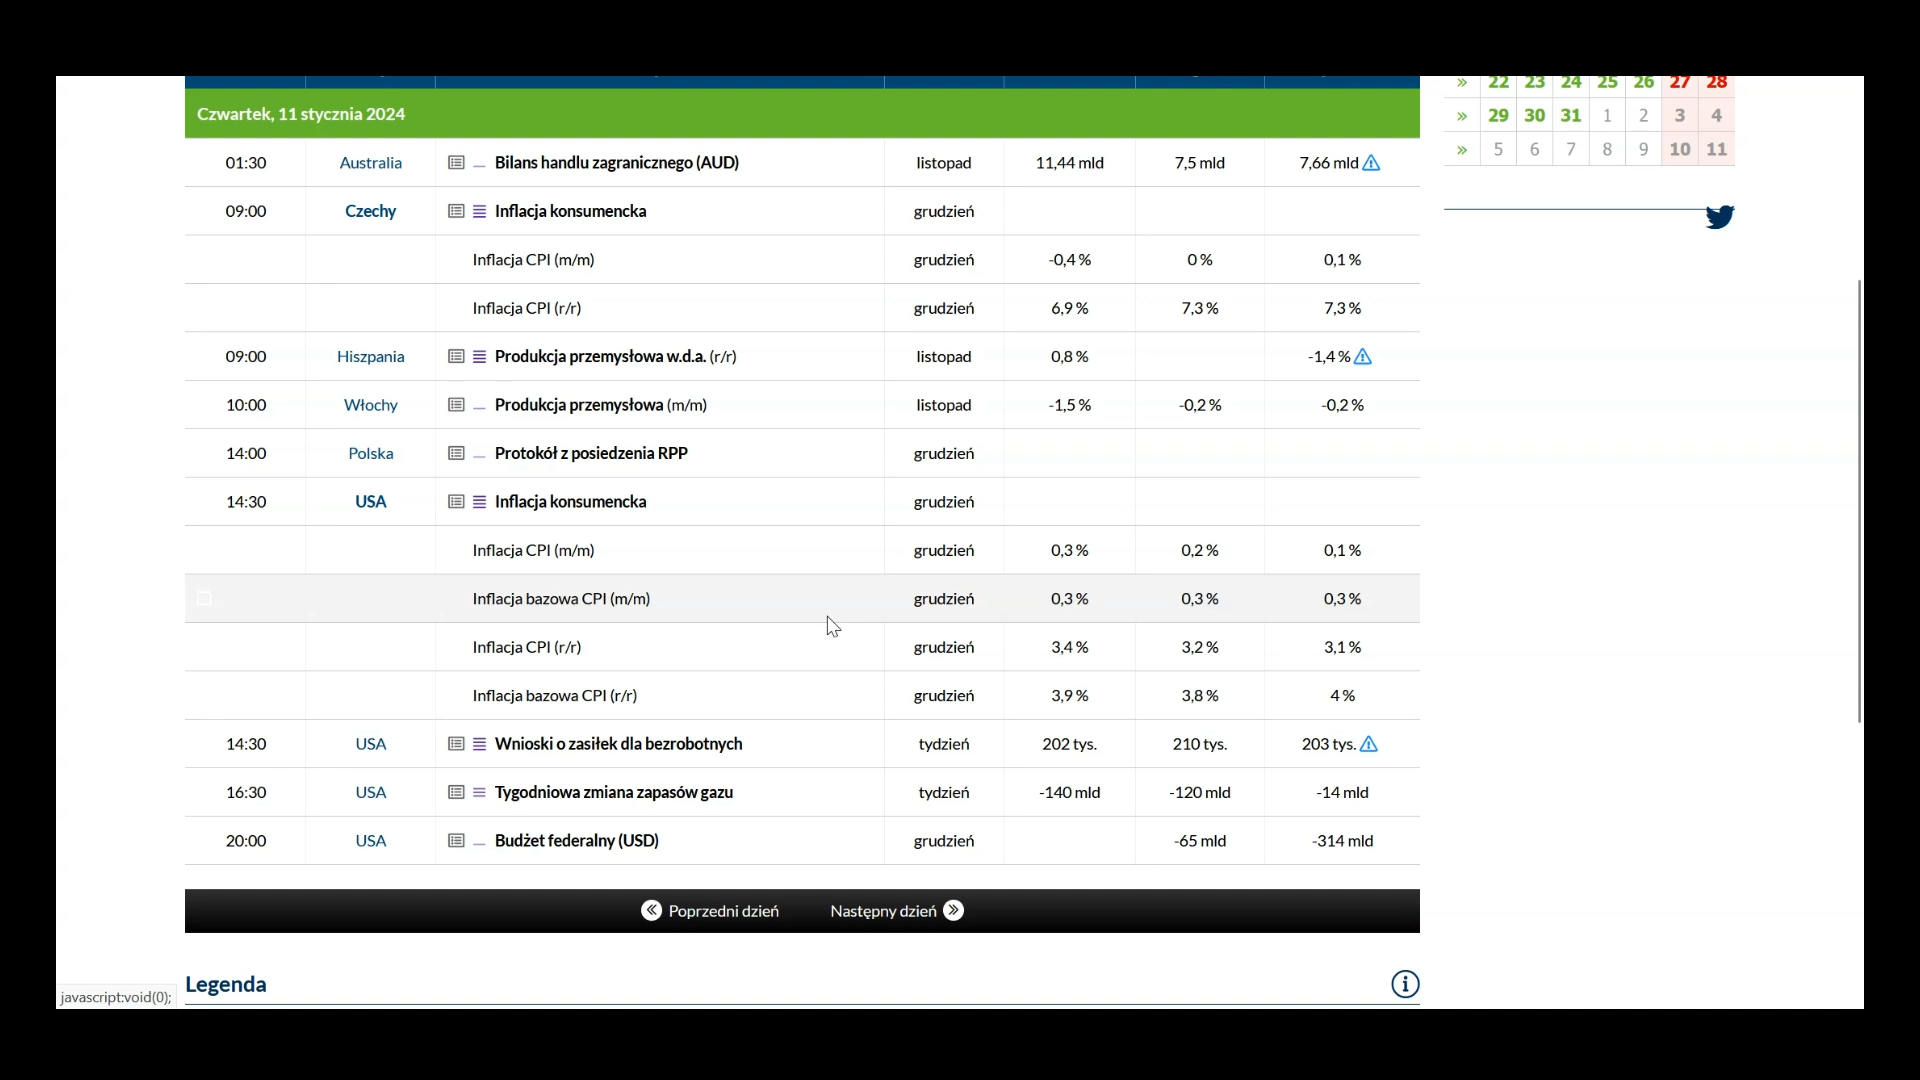 » 22 23 24 25 26 27 28
Czwartek, 11 stycznia 2024
» 29 30 31 1 2 3 4
» 5 6 7 8 9 10 11
01:30 Australia Bilans handlu zagranicznego (AUD) listopad 11,44 mld 7,5 mld 7,66 mld
09:00 Czechy Inflacja konsumencka grudzień
Inflacja CPI (m/m) grudzień -0,4 % 0 % 0,1 %
Inflacja CPI (r/r) grudzień 6,9 % 7,3 % 7,3 %
09:00 Hiszpania Produkcja przemysłowa w.d.a. (r/r) listopad 0,8 % -1,4 %
10:00 Włochy Produkcja przemysłowa (m/m) listopad -1,5 % -0,2 % -0,2 %
14:00 Polska Protokół z posiedzenia RPP grudzień
14:30 USA Inflacja konsumencka grudzień
Inflacja CPI (m/m) grudzień 0,3 % 0,2 % 0,1 %
Inflacja bazowa CPI (m/m) grudzień 0,3 % 0,3 % 0,3 %
Inflacja CPI (r/r) grudzień 3,4 % 3,2 % 3,1 %
Inflacja bazowa CPI (r/r) grudzień 3,9 % 3,8 % 4 %
14:30 USA Wnioski o zasiłek dla bezrobotnych tydzień 202 tys. 210 tys. 203 tys.
16:30 USA Tygodniowa zmiana zapasów gazu tydzień -140 mld -120 mld -14 mld
20:00 USA Budżet federalny (USD) grudzień -65 mld -314 mld
Poprzedni dzień Następny dzień
Legenda
javascript:void(0);